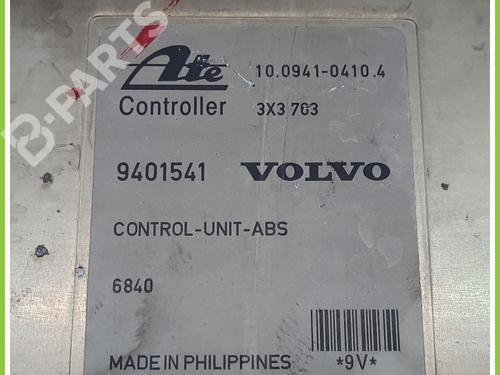 B-PARTS
Ate 10.0941-0410.4
Controller 3X3 763
9401541 VOLVO
CONTROL-UNIT-ABS
6840
MADE IN PHILIPPINES *9V*